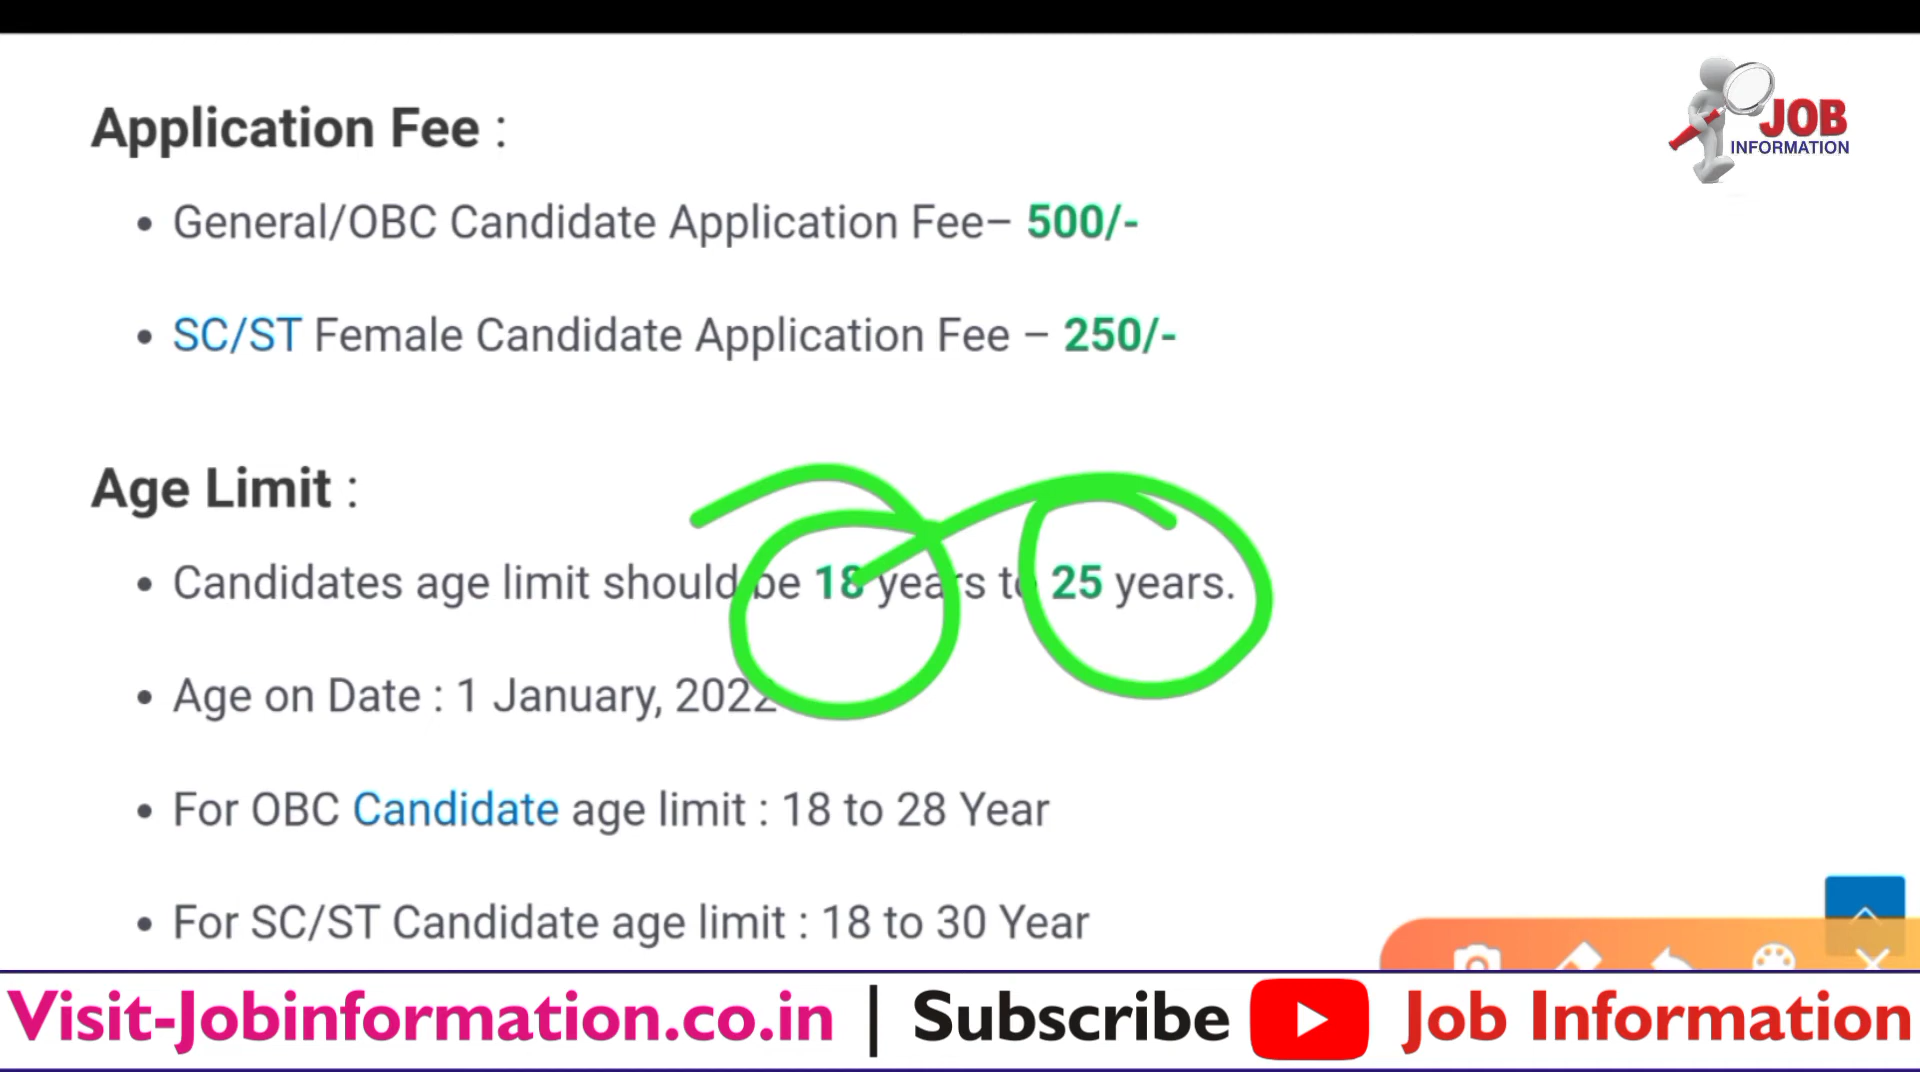 JOB
INFORMATION
Application Fee :
• General/OBC Candidate Application Fee– 500/-
• SC/ST Female Candidate Application Fee – 250/-
Age Limit :
• Candidates age limit should be 18 years to 25 years.
• Age on Date : 1 January, 2022
• For OBC Candidate age limit : 18 to 28 Year
• For SC/ST Candidate age limit : 18 to 30 Year
Visit-Jobinformation.co.in | Subscribe Job Information